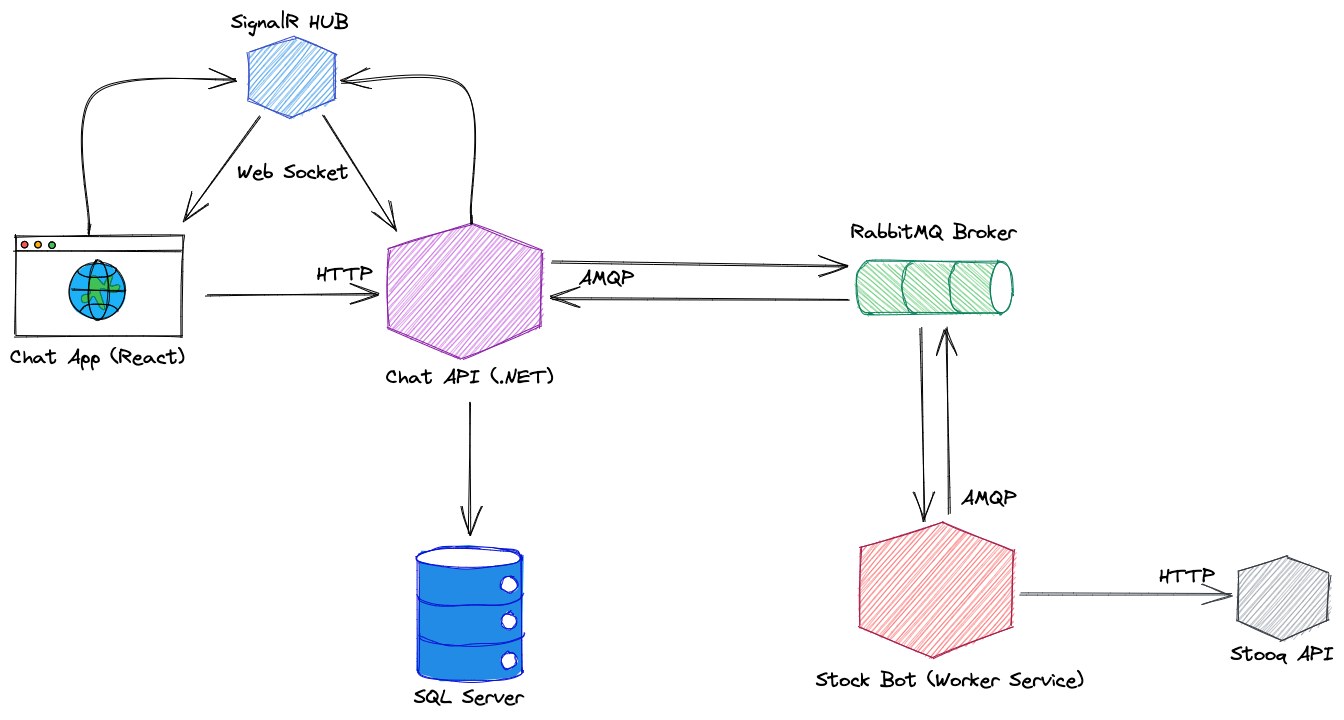 SignalR HUB
Web Socket
RabbitMQ Broker
HTTP
AMQP
Chat App (React)
Chat API (.NET)
AMQP
HTTP
Stooq API
Stock Bot (Worker Service)
SQL Server